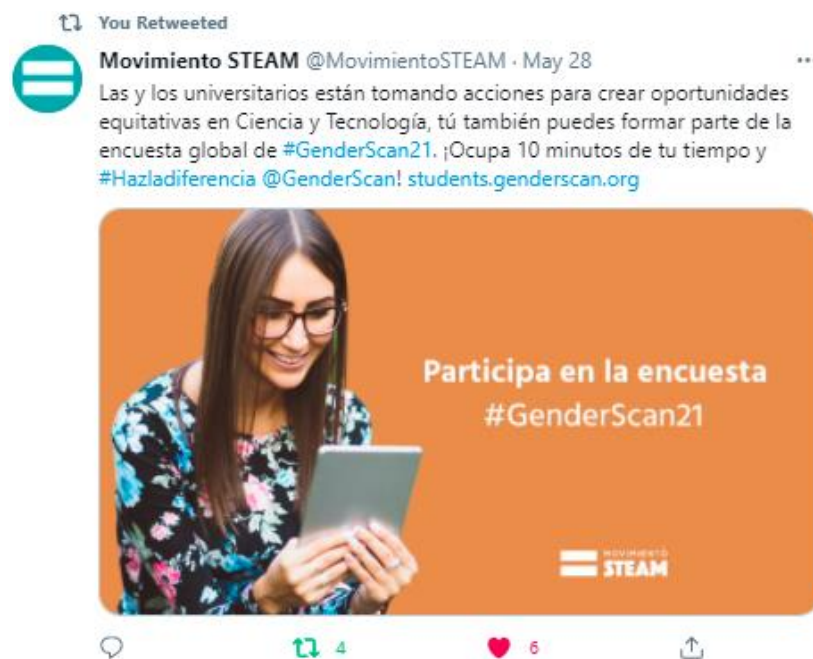 You Retweeted
Movimiento STEAM @MovimientoSTEAM · May 28
Las y los universitarios están tomando acciones para crear oportunidades
equitativas en Ciencia y Tecnología, tú también puedes formar parte de la
encuesta global de #GenderScan21. ¡Ocupa 10 minutos de tu tiempo y
#Hazladiferencia @GenderScan! students.genderscan.org
Participa en la encuesta
#GenderScan21
MOVIMIENTO
STEAM
4 6